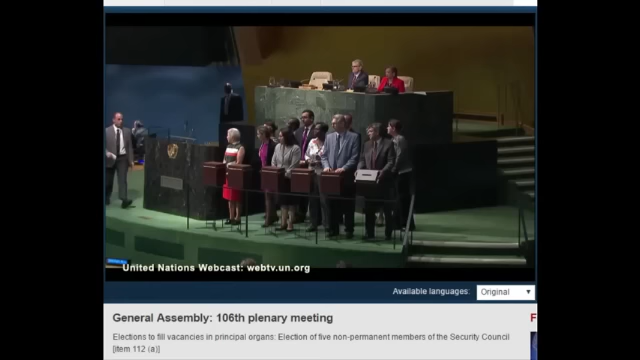 United Nations Webcast: webtv.un.org
Available languages: Original
General Assembly: 106th plenary meeting
F
Elections to fill vacancies in principal organs: Election of five non-permanent members of the Security Council
[item 112 (a)]